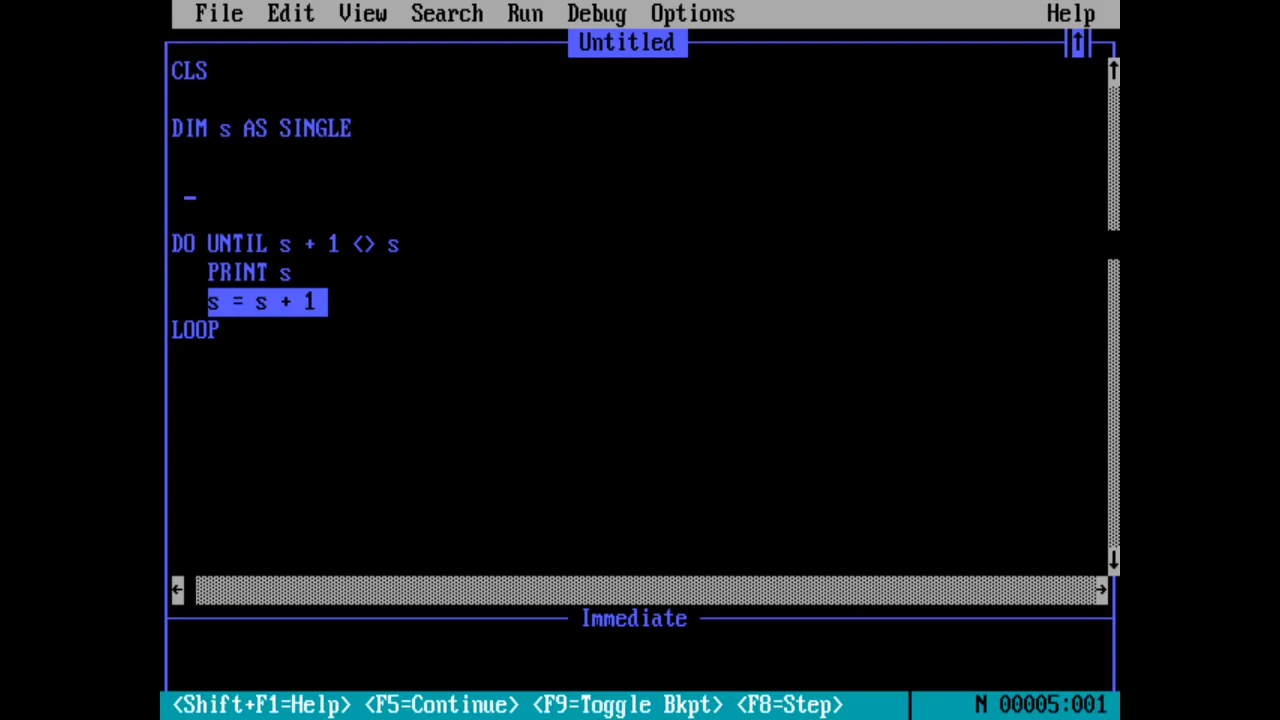 File Edit View Search Run Debug Options Help
Untitled
CLS
DIM s AS SINGLE
DO UNTIL s + 1 <> s
PRINT s
s = s + 1
LOOP
Immediate
<Shift+F1=Help> <F5=Continue> <F9=Toggle Bkpt> <F8=Step> N 00005:001